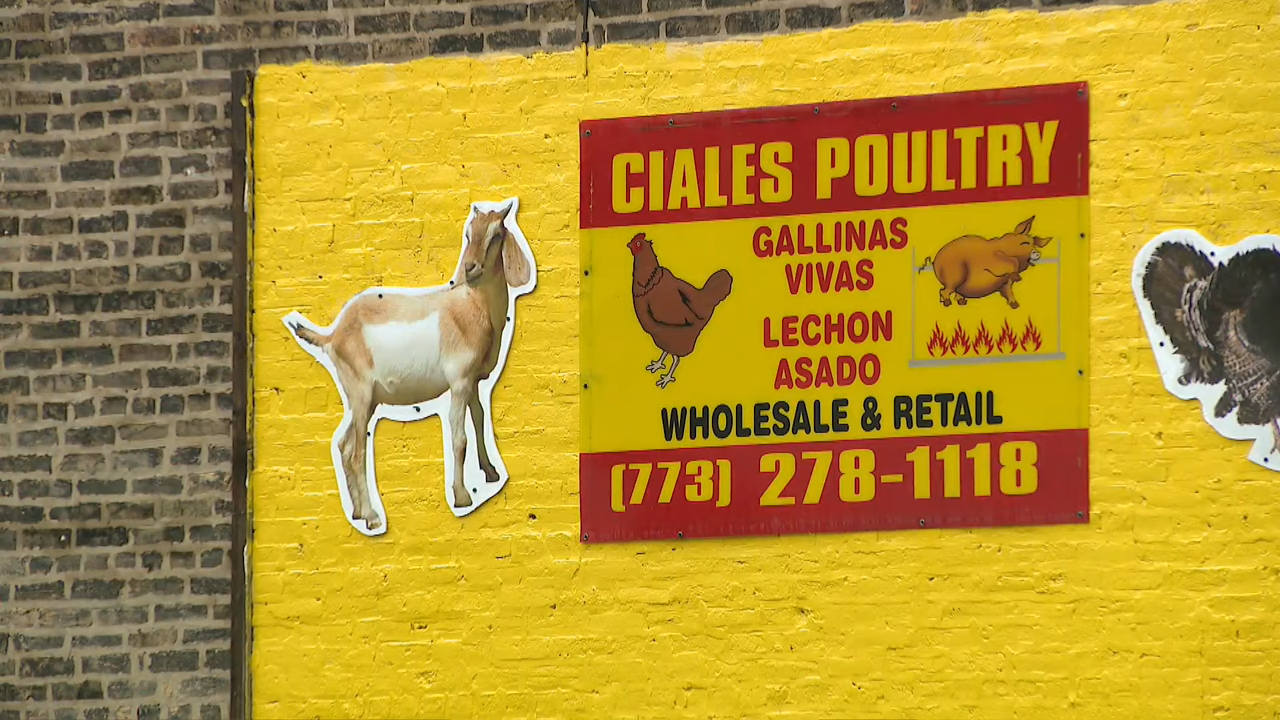 CIALES POULTRY
GALLINAS
VIVAS
LECHON
ASADO
WHOLESALE & RETAIL
(773) 278-1118